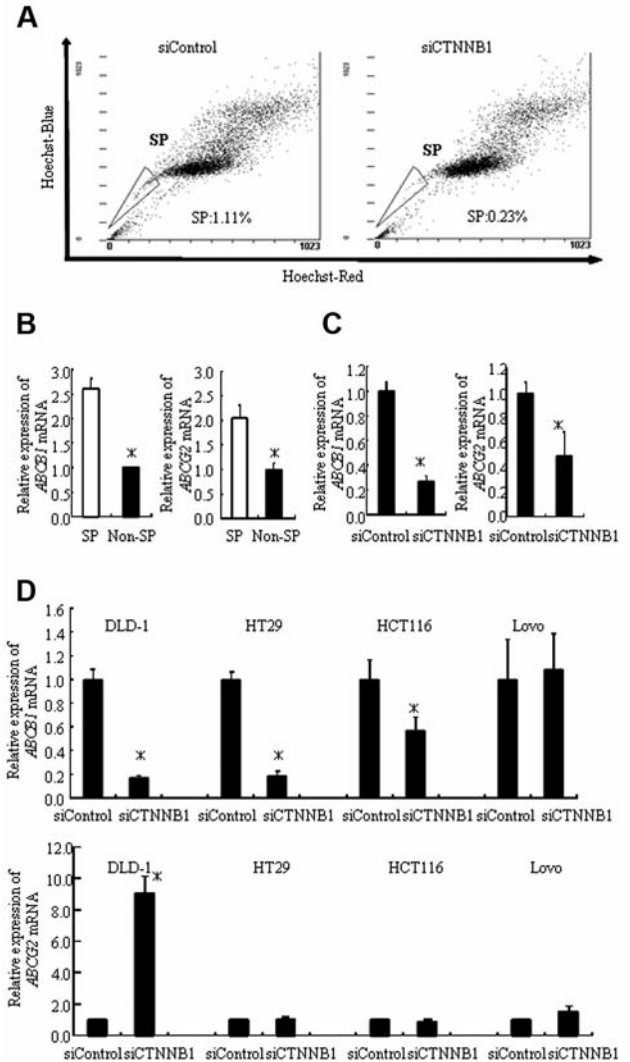 A
siControl
siCTNNB1
Hoechst-Blue
1023
SP
SP:1.11%
0
0
1023
1023
SP
SP:0.23%
0
0
1023
Hoechst-Red
B
Relative expression of
ABCB1 mRNA
3.0
2.5
2.0
1.5
1.0
0.5
0.0
*
SP
Non-SP
Relative expression of
ABCG2 mRNA
3.0
2.5
2.0
1.5
1.0
0.5
0.0
*
SP
Non-SP
C
Relative expression of
ABCB1 mRNA
1.2
1.0
0.8
0.6
0.4
0.2
0.0
*
siControl siCTNNB1
Relative expression of
ABCG2 mRNA
1.2
1.0
0.8
0.6
0.4
0.2
0.0
*
siControl siCTNNB1
D
Relative expression of
ABCB1 mRNA
1.6
1.4
1.2
1.0
0.8
0.6
0.4
0.2
0.0
DLD-1
HT29
HCT116
Lovo
*
*
*
siControl siCTNNB1
siControl siCTNNB1
siControl siCTNNB1
siControl siCTNNB1
Relative expression of
ABCG2 mRNA
12.0
10.0
8.0
6.0
4.0
2.0
0.0
DLD-1
HT29
HCT116
Lovo
*
siControl siCTNNB1
siControl siCTNNB1
siControl siCTNNB1
siControl siCTNNB1